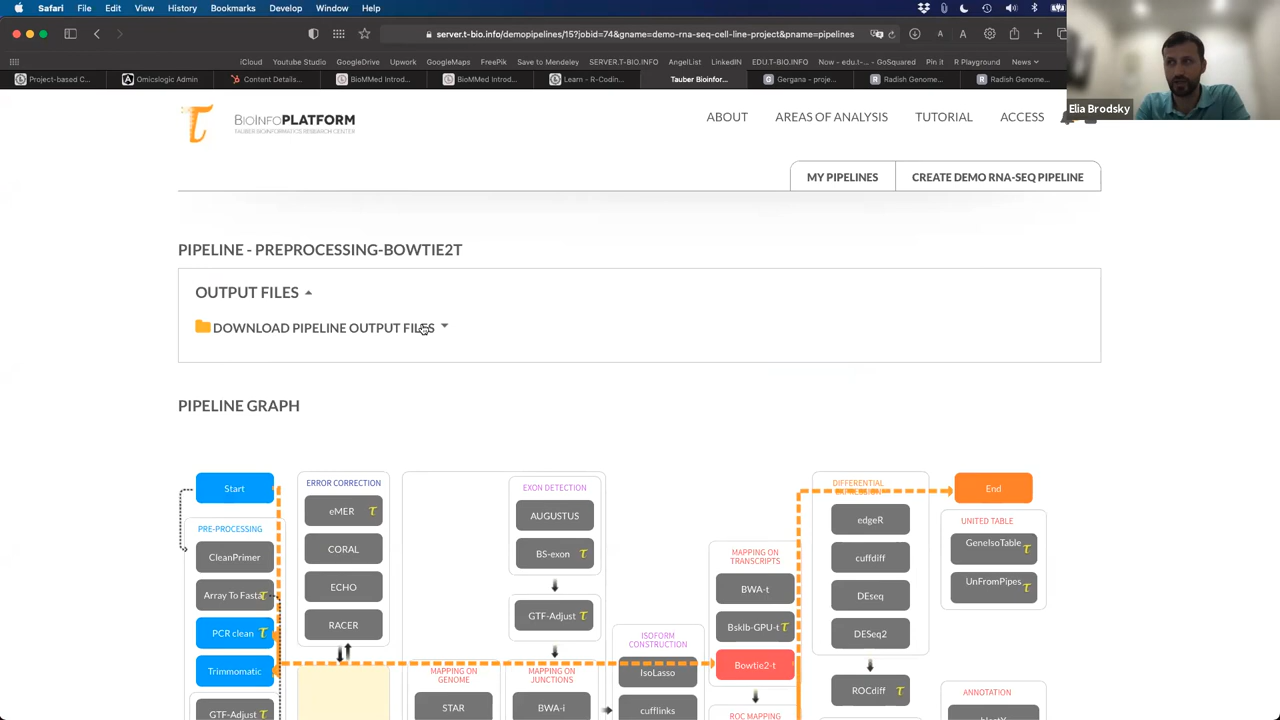 Safari File Edit View History Bookmarks Window Help
server.t-bio.info/demopipelines/15?jobid=74&gname=demo-rna-seq-cell-line-project&pname=pipelines
iCloud Youtube Studio GoogleDrive Upwork GoogleMaps FreePik Save to Mendeley SERVER.T-BIO.INFO AngelList LinkedIN EDU.T-BIO.INFO Now - edu.t-... - GoSquared Pin it R Playground News
Project-based C... Omicslogic Android Content Details... BioMMed Introd... BioMMed Introd... Learn - R-Coding... Tauber Bioinfor... Gergana - proje... Radish Genome... Radish Genome...
Elia Brodsky
BIOINFOPLATFORM
TAUBER BIOINFORMATICS RESEARCH CENTER
ABOUT AREAS OF ANALYSIS TUTORIAL ACCESS
MY PIPELINES CREATE DEMO RNA-SEQ PIPELINE
PIPELINE - PREPROCESSING-BOWTIE2T
OUTPUT FILES
DOWNLOAD PIPELINE OUTPUT FILES
PIPELINE GRAPH
Start
PRE-PROCESSING
CleanPrimer
Array To Fasta
PCR clean
Trimmomatic
GTF-Adjust
ERROR CORRECTION
eMER
CORAL
ECHO
RACER
MAPPING ON
GENOME
STAR
EXON DETECTION
AUGUSTUS
BS-exon
GTF-Adjust
MAPPING ON
JUNCTIONS
BWA-i
ISOFORM
CONSTRUCTION
IsoLasso
cufflinks
MAPPING ON
TRANSCRIPTS
BWA-t
Bsklb-GPU-t
Bowtie2-t
ROC MAPPING
DIFFERENTIAL
EXPRESSION
edgeR
cuffdiff
DEseq
DESeq2
ROCdiff
End
UNITED TABLE
GeneIsoTable
UnFromPipes
ANNOTATION
blastX